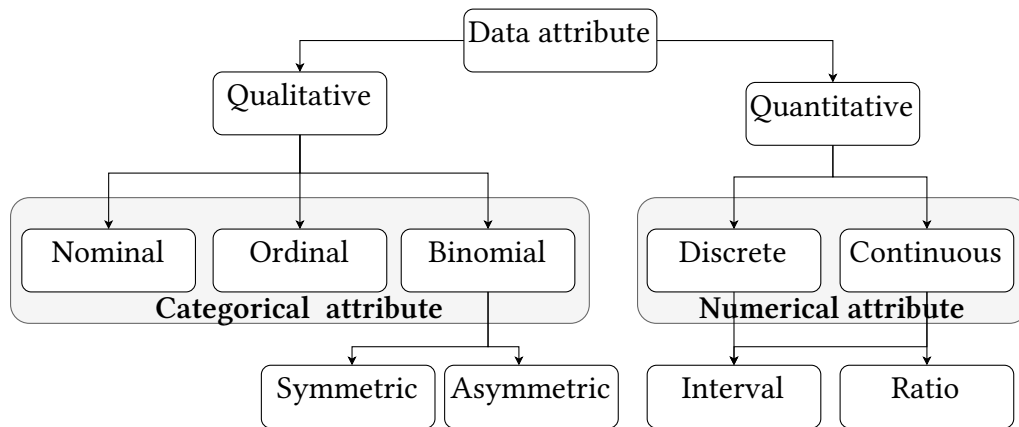 Data attribute
Qualitative
Quantitative
Nominal
Ordinal
Binomial
Discrete
Continuous
Categorical attribute
Numerical attribute
Symmetric
Asymmetric
Interval
Ratio